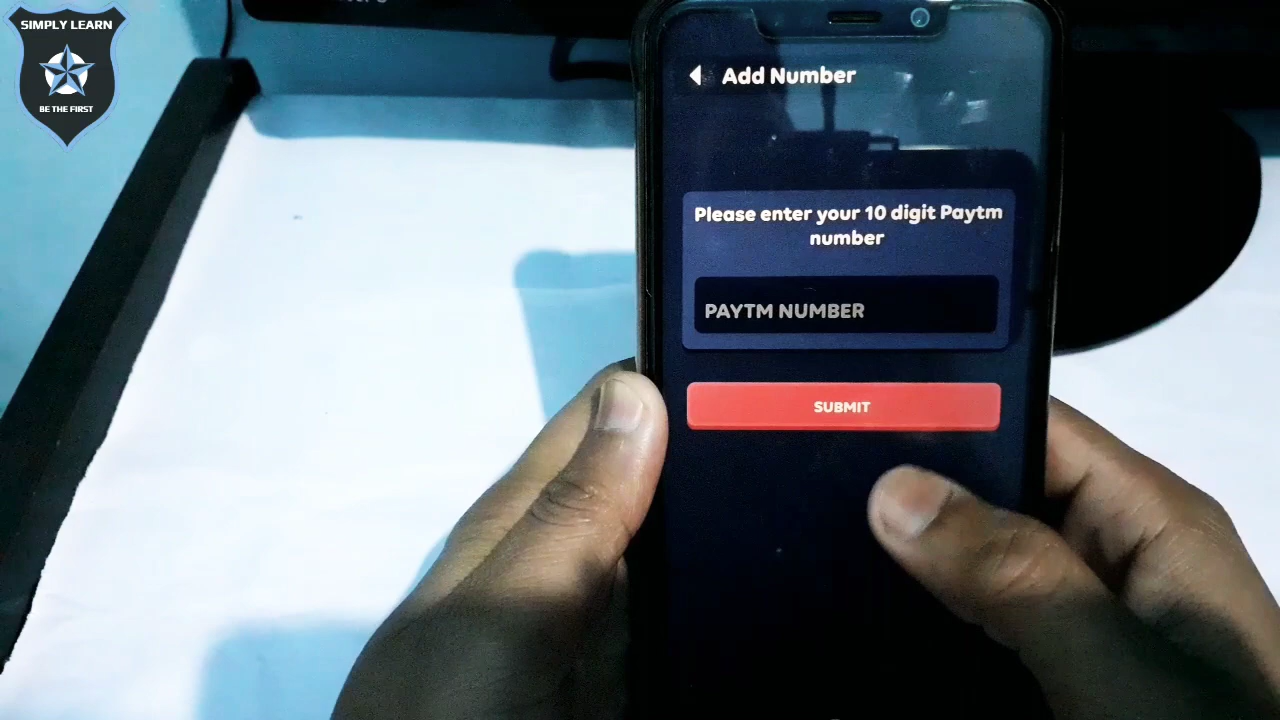 SIMPLY LEARN
BE THE FIRST
Add Number
Please enter your 10 digit Paytm
number
PAYTM NUMBER
SUBMIT